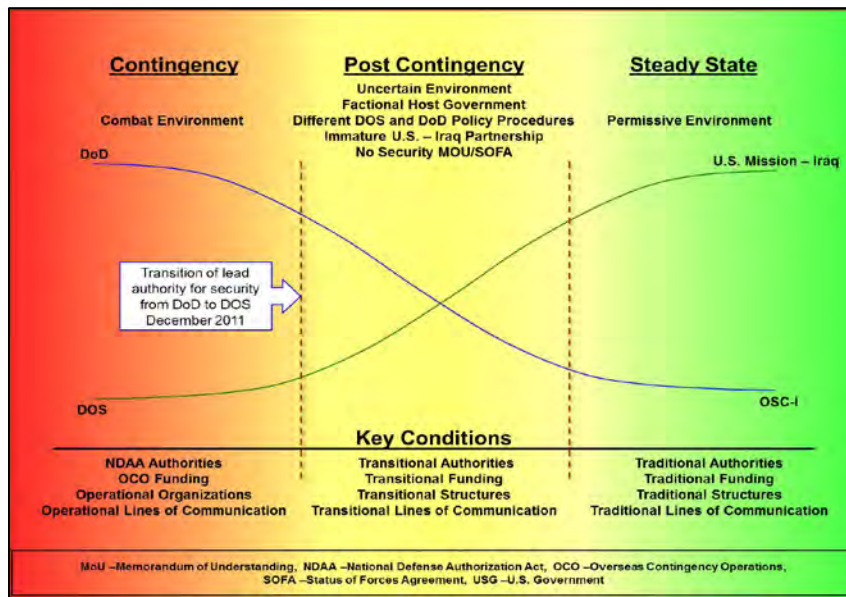 Contingency
Combat Environment
DoD
Post Contingency
Uncertain Environment
Factional Host Government
Different DOS and DoD Policy Procedures
Immature U.S. – Iraq Partnership
No Security MOU/SOFA
Steady State
Permissive Environment
U.S. Mission – Iraq
Transition of lead
authority for security
from DoD to DOS
December 2011
DOS
OSC-I
Key Conditions
NDAA Authorities
OCO Funding
Operational Organizations
Operational Lines of Communication
Transitional Authorities
Transitional Funding
Transitional Structures
Transitional Lines of Communication
Traditional Authorities
Traditional Funding
Traditional Structures
Traditional Lines of Communication
MoU –Memorandum of Understanding, NDAA –National Defense Authorization Act, OCO –Overseas Contingency Operations,
SOFA –Status of Forces Agreement, USG –U.S. Government